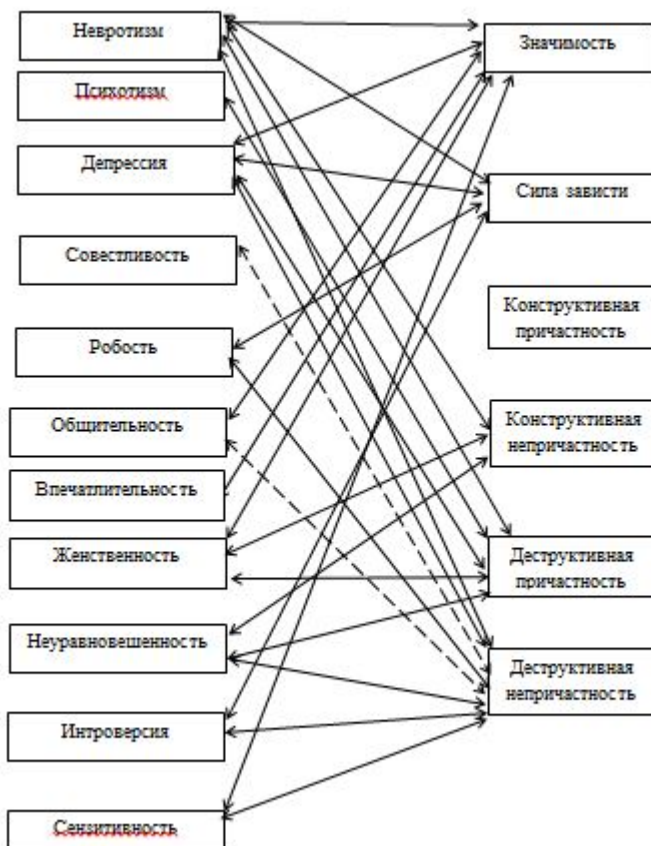 Невротизм
Психотизм
Депрессия
Совестливость
Робость
Общительность
Впечатлительность
Женственность
Неуравновешенность
Интроверсия
Сензитивность
Значимость
Сила зависти
Конструктивная
причастность
Конструктивная
непричастность
Деструктивная
причастность
Деструктивная
непричастность